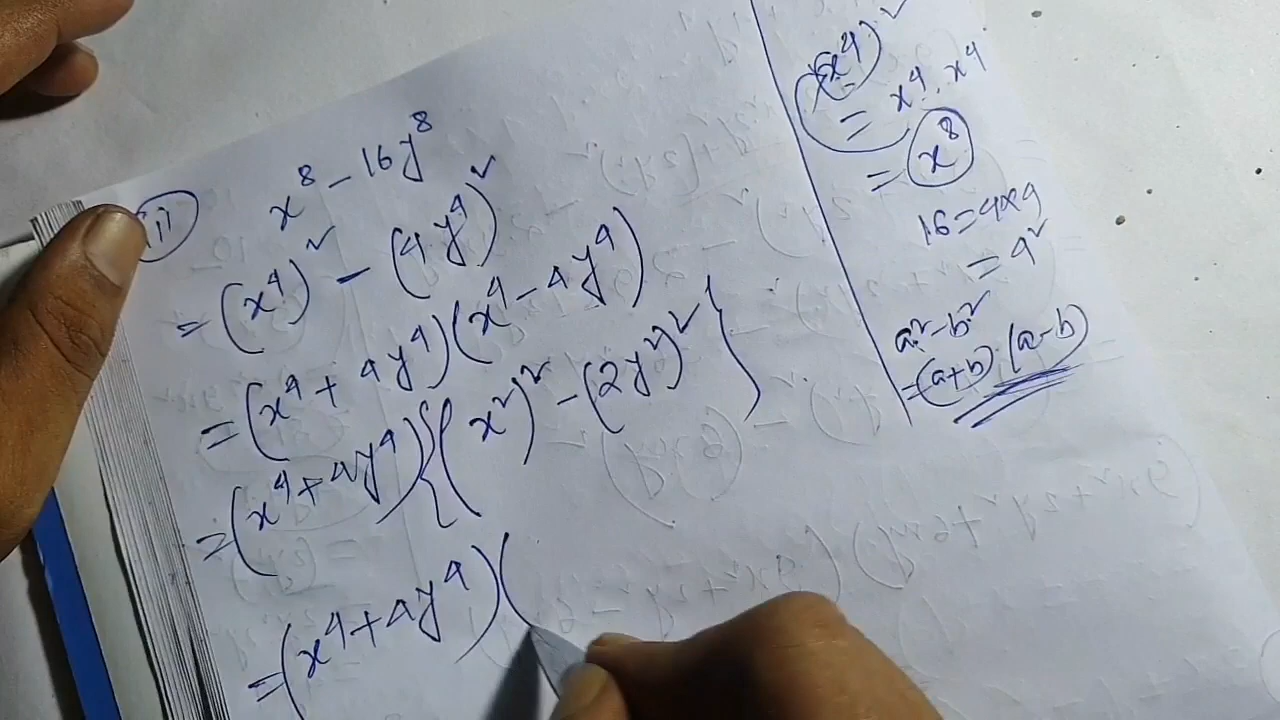 (ii) x⁸ - 16y⁸
= (x⁴)² - (4y⁴)²
= (x⁴ + 4y⁴)(x⁴ - 4y⁴)
= (x⁴ + 4y⁴){(x²)² - (2y²)²}
= (x⁴ + 4y⁴)(
(x⁴)²
= x⁴ . x⁴
= x⁸
16 = 4×4
= 4²
a² - b²
= (a+b) (a-b)